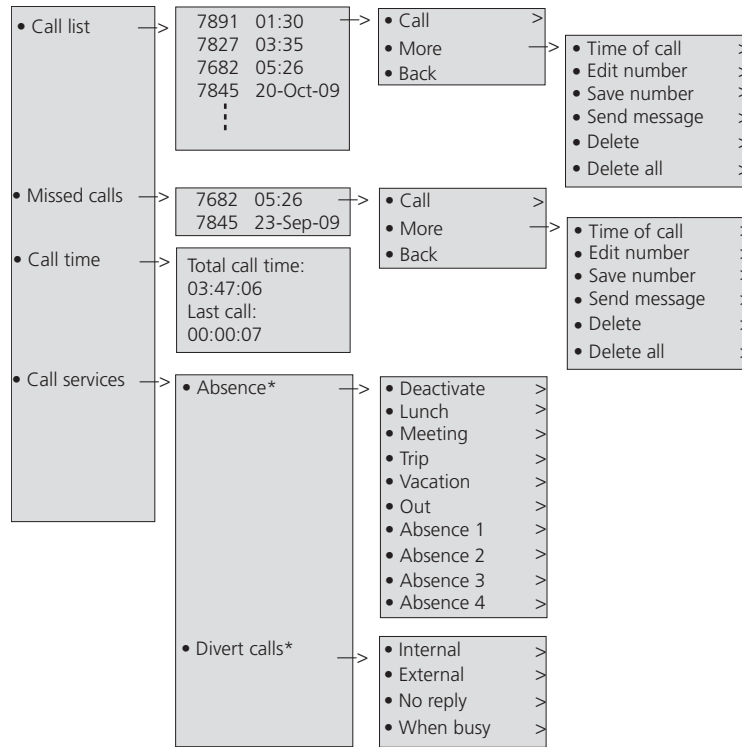 • Call list —>
7891 01:30 —>
7827 03:35
7682 05:26
7845 20-Oct-09
• Call >
• More —>
• Back
• Time of call >
• Edit number >
• Save number >
• Send message >
• Delete >
• Delete all >
• Missed calls —>
7682 05:26 —>
7845 23-Sep-09
• Call >
• More —>
• Back
• Time of call >
• Edit number >
• Save number >
• Send message >
• Delete >
• Delete all >
• Call time —>
Total call time:
03:47:06
Last call:
00:00:07
• Call services —>
• Absence* —>
• Deactivate >
• Lunch >
• Meeting >
• Trip >
• Vacation >
• Out >
• Absence 1 >
• Absence 2 >
• Absence 3 >
• Absence 4 >
• Divert calls* —>
• Internal >
• External >
• No reply >
• When busy >